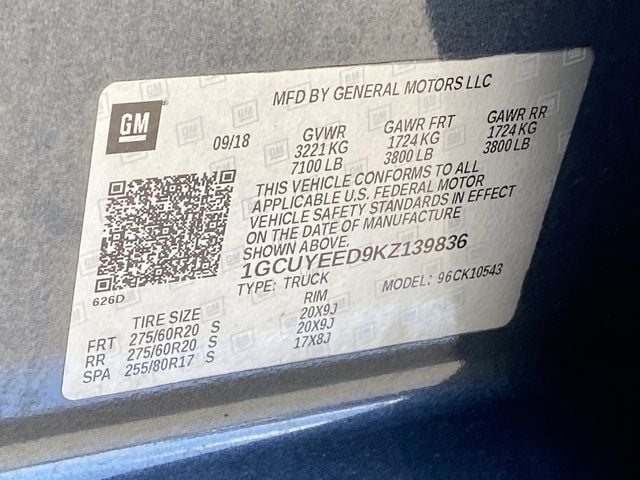 MFD BY GENERAL MOTORS LLC
GM
09/18
GVWR GAWR FRT GAWR RR
3221 KG 1724 KG 1724 KG
7100 LB 3800 LB 3800 LB
THIS VEHICLE CONFORMS TO ALL
APPLICABLE U.S. FEDERAL MOTOR
VEHICLE SAFETY STANDARDS IN EFFECT
ON THE DATE OF MANUFACTURE
SHOWN ABOVE.
1GCUYEED9KZ139836
626D
TYPE: TRUCK MODEL: 96CK10543
TIRE SIZE RIM
FRT 275/60R20 S 20X9J
RR 275/60R20 S 20X9J
SPA 255/80R17 S 17X8J